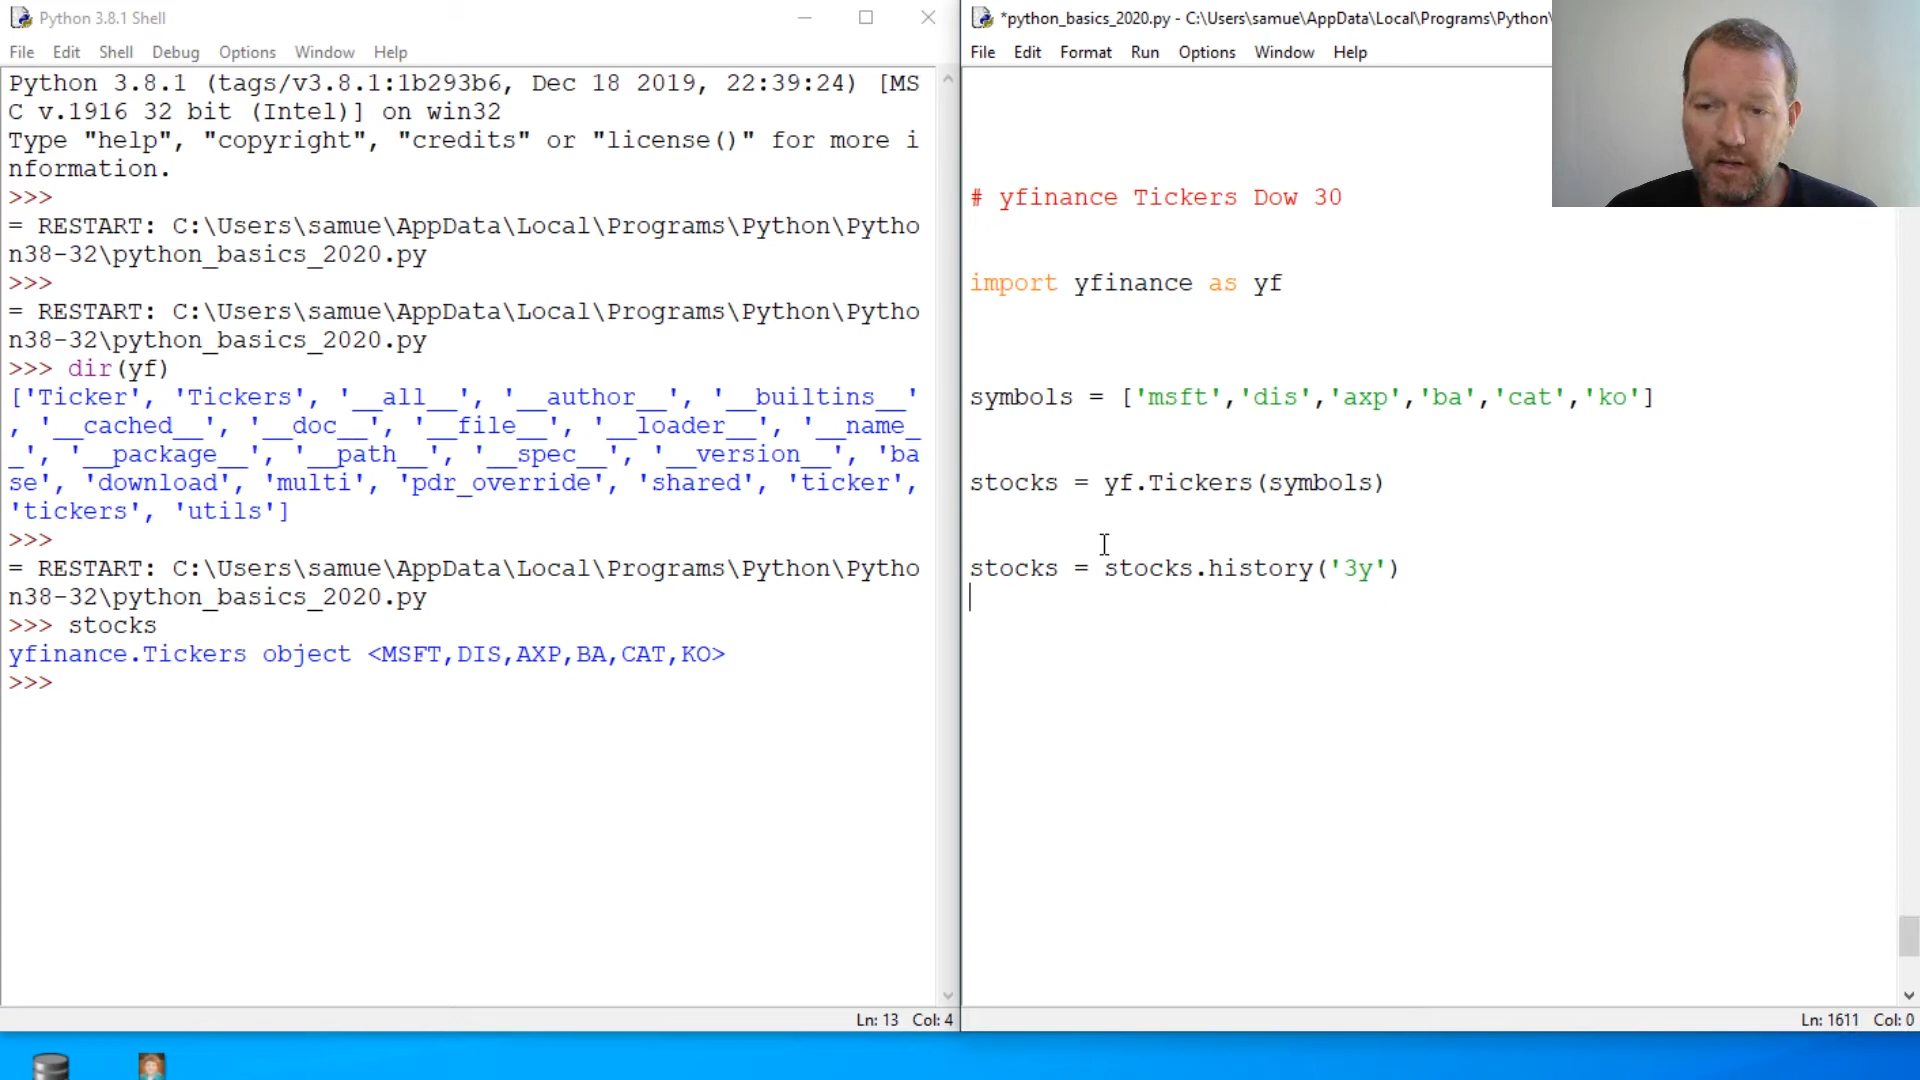 Python 3.8.1 Shell
File Edit Shell Debug Options Window Help
Python 3.8.1 (tags/v3.8.1:1b293b6, Dec 18 2019, 22:39:24) [MS
C v.1916 32 bit (Intel)] on win32
Type "help", "copyright", "credits" or "license()" for more i
nformation.
>>>
= RESTART: C:\Users\samue\AppData\Local\Programs\Python\Pytho
n38-32\python_basics_2020.py
>>>
= RESTART: C:\Users\samue\AppData\Local\Programs\Python\Pytho
n38-32\python_basics_2020.py
>>> dir(yf)
['Ticker', 'Tickers', '__all__', '__author__', '__builtins__'
, '__cached__', '__doc__', '__file__', '__loader__', '__name_
_', '__package__', '__path__', '__spec__', '__version__', 'ba
se', 'download', 'multi', 'pdr_override', 'shared', 'ticker',
'tickers', 'utils']
>>>
= RESTART: C:\Users\samue\AppData\Local\Programs\Python\Pytho
n38-32\python_basics_2020.py
>>> stocks
yfinance.Tickers object <MSFT,DIS,AXP,BA,CAT,KO>
>>>
Ln: 13 Col: 4
*python_basics_2020.py - C:\Users\samue\AppData\Local\Programs\Python\
File Edit Format Run Options Window Help
# yfinance Tickers Dow 30
import yfinance as yf
symbols = ['msft','dis','axp','ba','cat','ko']
stocks = yf.Tickers(symbols)
stocks = stocks.history('3y')
Ln: 1611 Col: 0